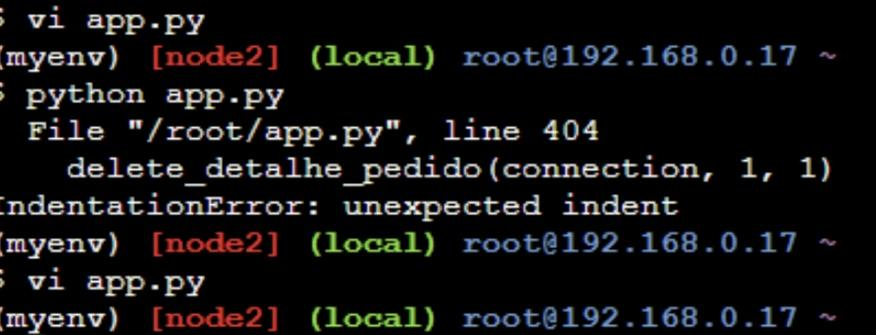 $ vi app.py
(myenv) [node2] (local) root@192.168.0.17 ~
$ python app.py
File "/root/app.py", line 404
delete_detalhe_pedido(connection, 1, 1)
IndentationError: unexpected indent
(myenv) [node2] (local) root@192.168.0.17 ~
$ vi app.py
(myenv) [node2] (local) root@192.168.0.17 ~